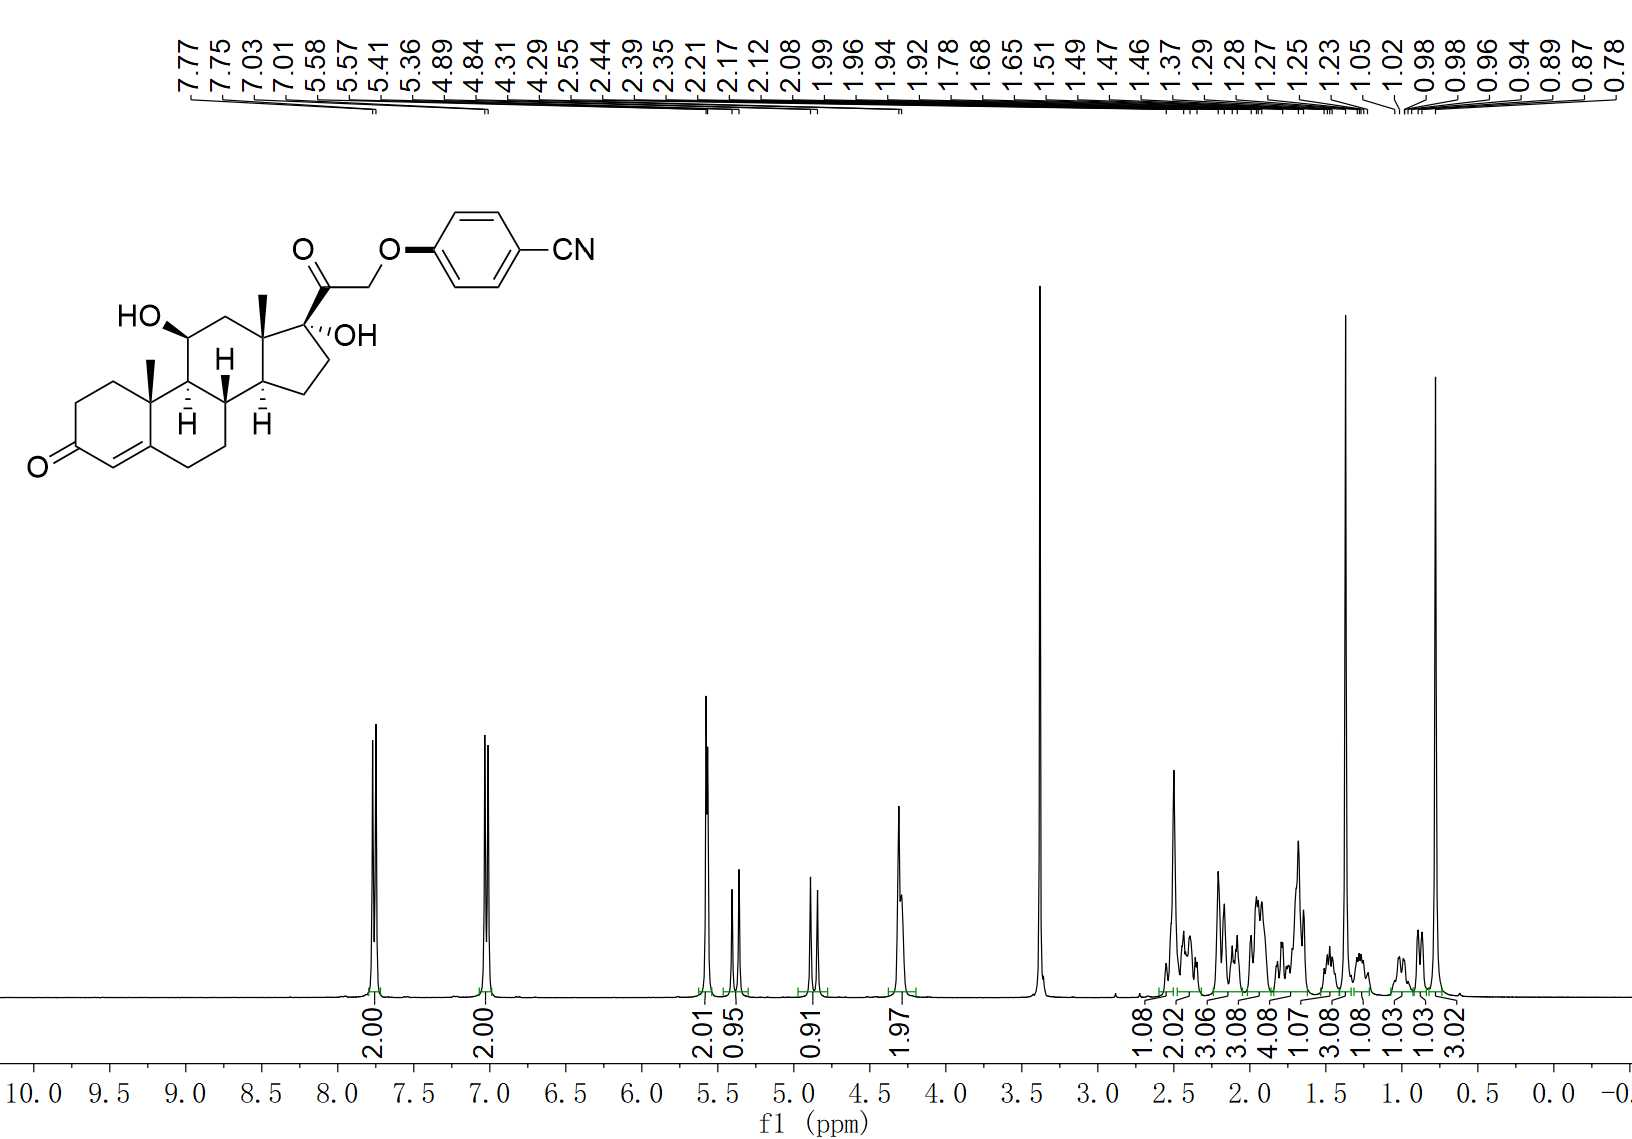 7.77 7.75 7.03 7.01 5.58 5.57 5.41 5.36 4.89 4.84 4.31 4.29 2.55 2.44 2.39 2.35 2.21 2.17 2.12 2.08 1.99 1.96 1.94 1.92 1.78 1.68 1.65 1.51 1.49 1.47 1.46 1.37 1.29 1.28 1.27 1.25 1.23 1.05 1.02 0.98 0.98 0.96 0.94 0.89 0.87 0.78
O O CN
HO OH
H
H H
O
2.00 2.00 2.01 0.95 0.91 1.97 1.08 2.02 3.06 3.08 4.08 1.07 3.08 1.08 1.03 1.03 3.02
10.0 9.5 9.0 8.5 8.0 7.5 7.0 6.5 6.0 5.5 5.0 4.5 4.0 3.5 3.0 2.5 2.0 1.5 1.0 0.5 0.0 -0.
f1 (ppm)